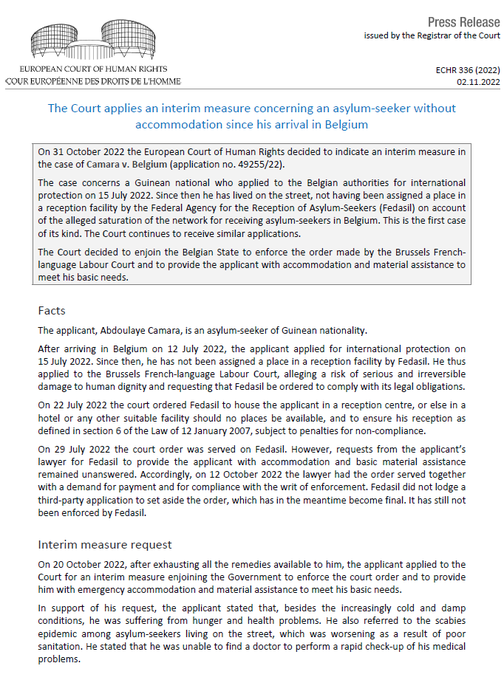 Press Release
issued by the Registrar of the Court
EUROPEAN COURT OF HUMAN RIGHTS
COUR EUROPÉENNE DES DROITS DE L'HOMME
ECHR 336 (2022)
02.11.2022
The Court applies an interim measure concerning an asylum-seeker without
accommodation since his arrival in Belgium
On 31 October 2022 the European Court of Human Rights decided to indicate an interim measure in
the case of Camara v. Belgium (application no. 49255/22).
The case concerns a Guinean national who applied to the Belgian authorities for international
protection on 15 July 2022. Since then he has lived on the street, not having been assigned a place in
a reception facility by the Federal Agency for the Reception of Asylum-Seekers (Fedasil) on account
of the alleged saturation of the network for receiving asylum-seekers in Belgium. This is the first case
of its kind. The Court continues to receive similar applications.
The Court decided to enjoin the Belgian State to enforce the order made by the Brussels French-
language Labour Court and to provide the applicant with accommodation and material assistance to
meet his basic needs.
Facts
The applicant, Abdoulaye Camara, is an asylum-seeker of Guinean nationality.
After arriving in Belgium on 12 July 2022, the applicant applied for international protection on
15 July 2022. Since then, he has not been assigned a place in a reception facility by Fedasil. He thus
applied to the Brussels French-language Labour Court, alleging a risk of serious and irreversible
damage to human dignity and requesting that Fedasil be ordered to comply with its legal obligations.
On 22 July 2022 the court ordered Fedasil to house the applicant in a reception centre, or else in a
hotel or any other suitable facility should no places be available, and to ensure his reception as
defined in section 6 of the Law of 12 January 2007, subject to penalties for non-compliance.
On 29 July 2022 the court order was served on Fedasil. However, requests from the applicant's
lawyer for Fedasil to provide the applicant with accommodation and basic material assistance
remained unanswered. Accordingly, on 12 October 2022 the lawyer had the order served together
with a demand for payment and for compliance with the writ of enforcement. Fedasil did not lodge a
third-party application to set aside the order, which has in the meantime become final. It has still not
been enforced by Fedasil.
Interim measure request
On 20 October 2022, after exhausting all the remedies available to him, the applicant applied to the
Court for an interim measure enjoining the Government to enforce the court order and to provide
him with emergency accommodation and material assistance to meet his basic needs.
In support of his request, the applicant stated that, besides the increasingly cold and damp
conditions, he was suffering from hunger and health problems. He also referred to the scabies
epidemic among asylum-seekers living on the street, which was worsening as a result of poor
sanitation. He stated that he was unable to find a doctor to perform a rapid check-up of his medical
problems.